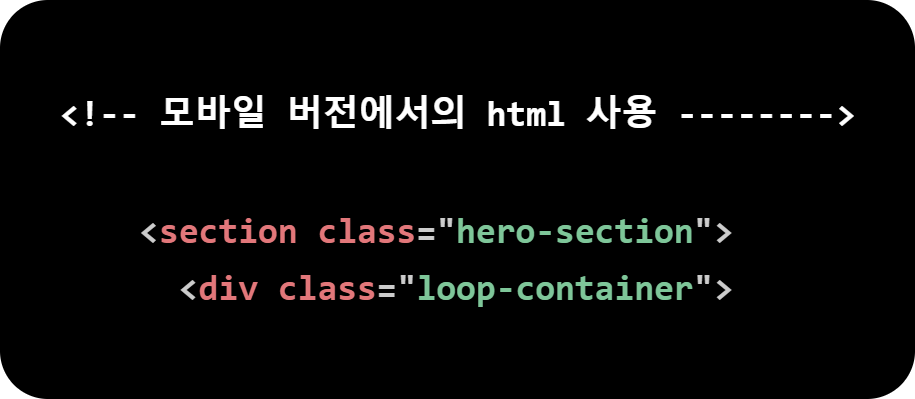 <!-- 모바일 버전에서의 html 사용 -------->
<section class="hero-section">
<div class="loop-container">